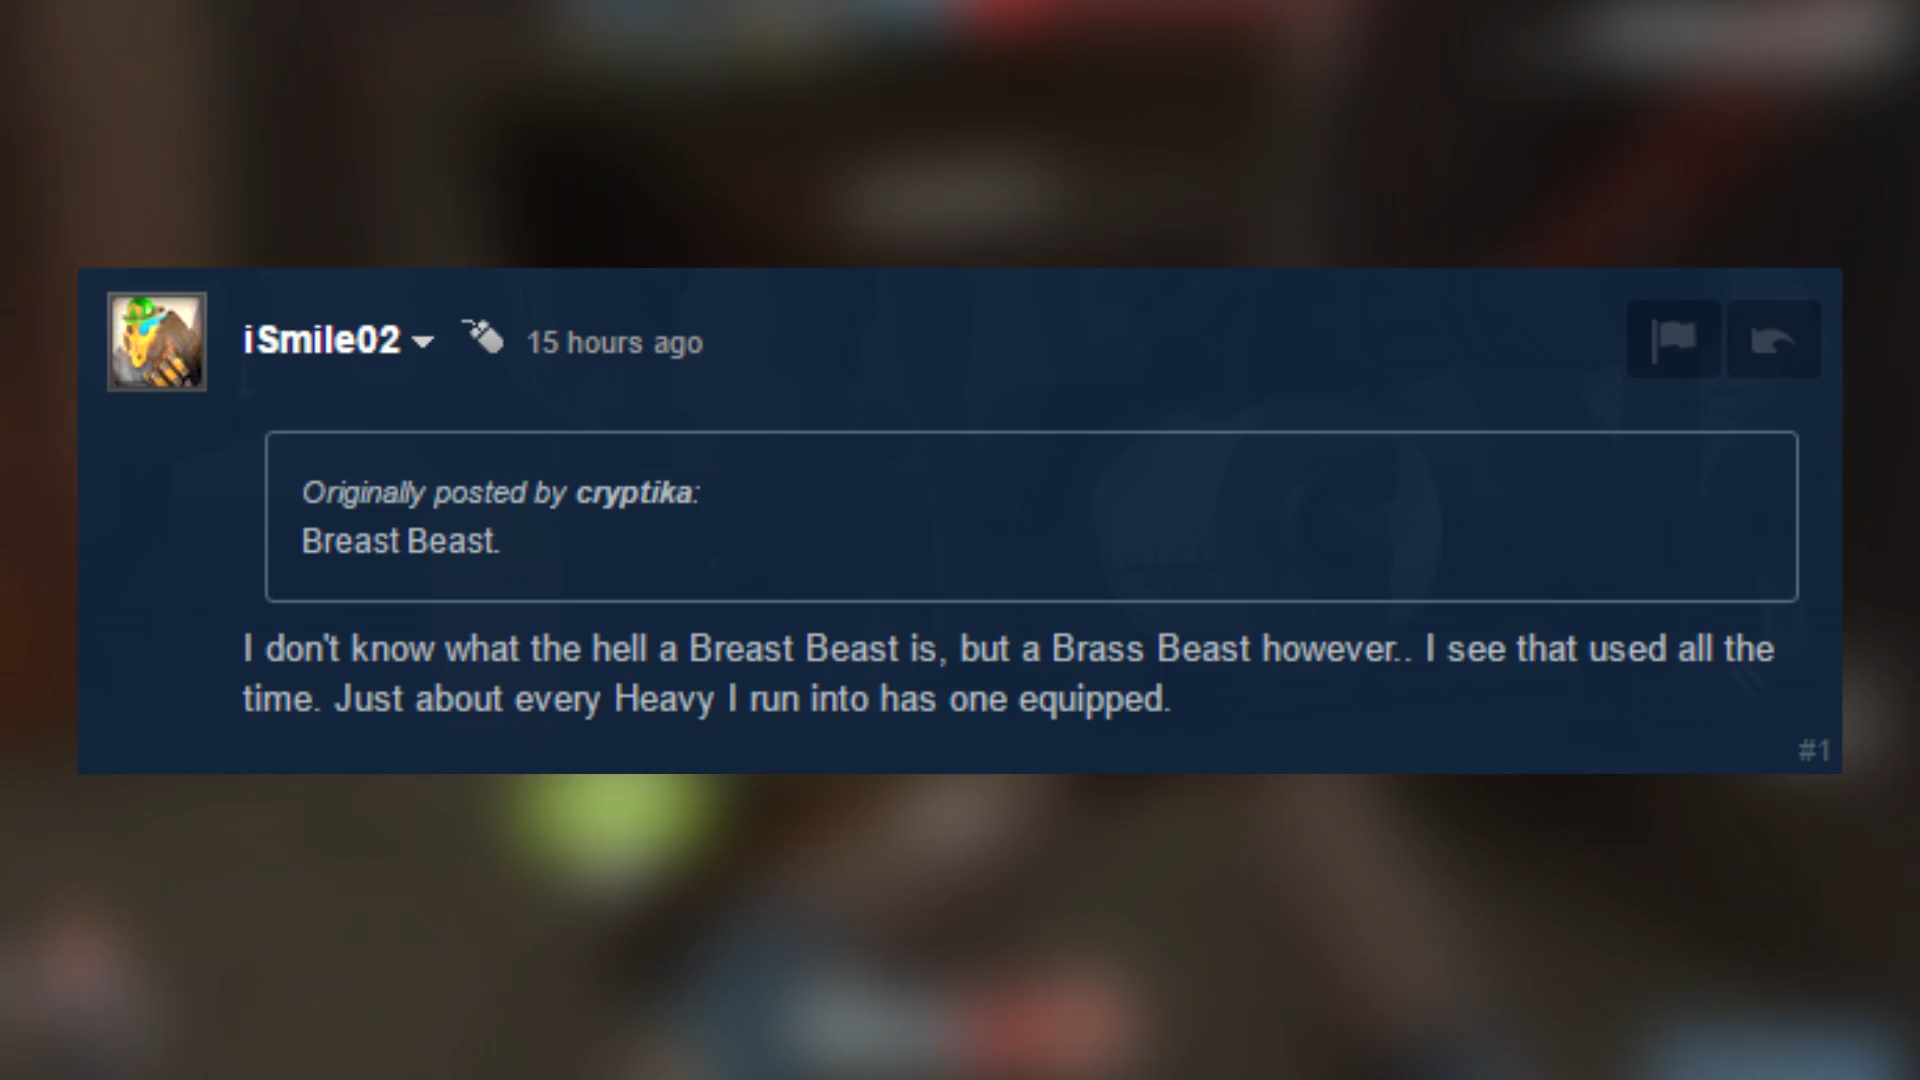 iSmile02 15 hours ago
Originally posted by cryptika:
Breast Beast.
I don't know what the hell a Breast Beast is, but a Brass Beast however.. I see that used all the
time. Just about every Heavy I run into has one equipped.
#1